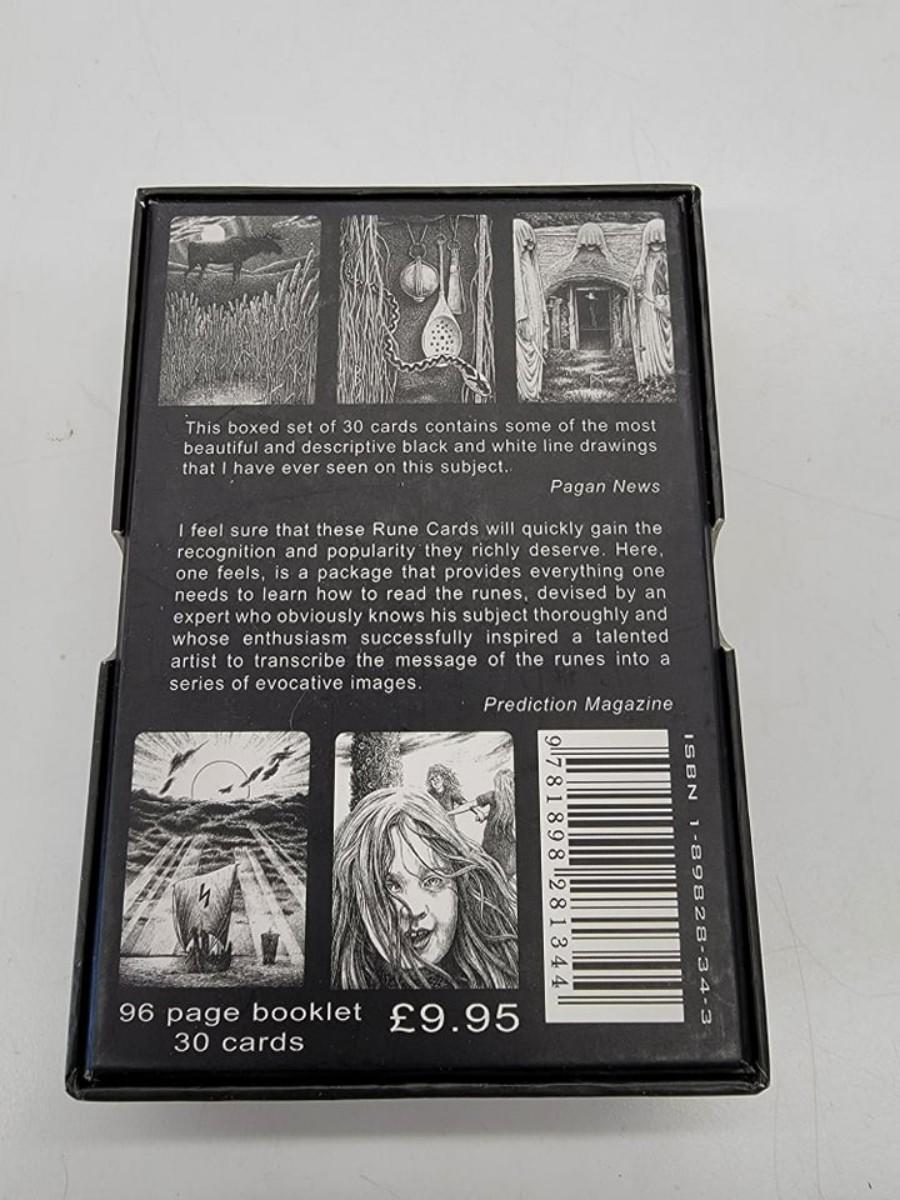 This boxed set of 30 cards contains some of the most
beautiful and descriptive black and white line drawings
that I have ever seen on this subject.
Pagan News
I feel sure that these Rune Cards will quickly gain the
recognition and popularity they richly deserve. Here,
one feels, is a package that provides everything one
needs to learn how to read the runes, devised by an
expert who obviously knows his subject thoroughly and
whose enthusiasm successfully inspired a talented
artist to transcribe the message of the runes into a
series of evocative images.
Prediction Magazine
96 page booklet
30 cards
£9.95
9 781898 281344
ISBN 1-89828-34-3